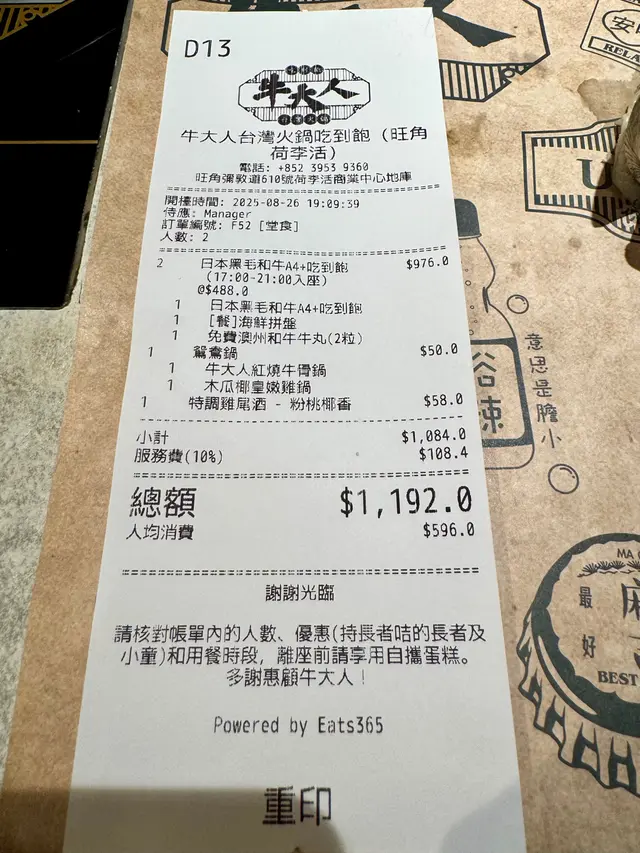 D13
牛大人
牛大人台灣火鍋吃到飽 (旺角
荷李活)
電話: +852 3953 9360
旺角彌敦道610號荷李活商業中心地庫
開檯時間: 2025-08-26 19:09:39
侍應: Manager
訂單編號: F52 [堂食]
人數: 2
2 日本黑毛和牛A4+吃到飽 $976.0
(17:00-21:00入座)
@$488.0
1 日本黑毛和牛A4+吃到飽
1 [餐]海鮮拼盤
1 免費澳州和牛牛丸(2粒)
1 鴛鴦鍋 $50.0
1 牛大人紅燒牛骨鍋
1 木瓜椰皇嫩雞鍋
1 特調雞尾酒 - 粉桃椰香 $58.0
小計 $1,084.0
服務費(10%) $108.4
總額 $1,192.0
人均消費 $596.0
謝謝光臨
請核對帳單內的人數、優惠(持長者咭的長者及
小童)和用餐時段, 離座前請享用自攜蛋糕。
多謝惠顧牛大人!
Powered by Eats365
重印
安
RELA
U
意思是膽小
MA
最好
BEST